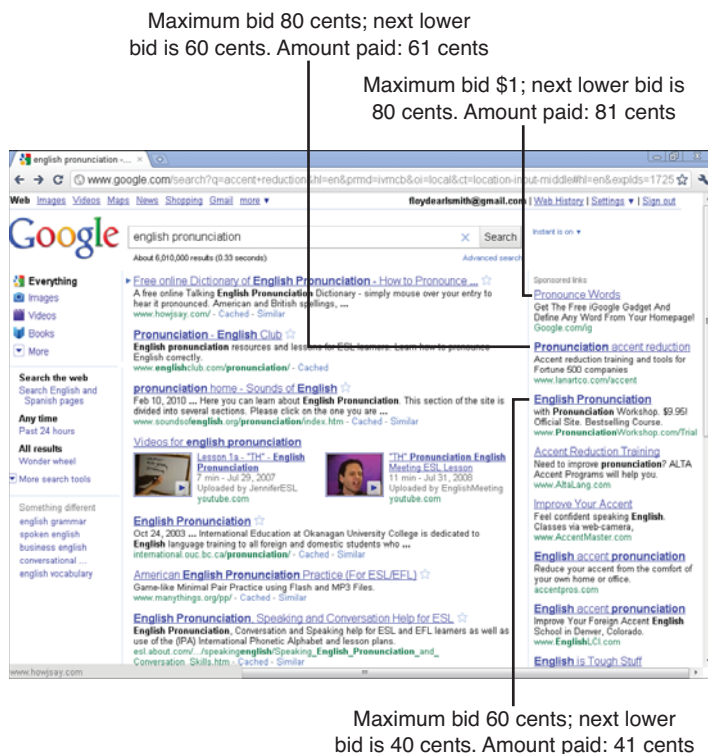 Maximum bid 80 cents; next lower
bid is 60 cents. Amount paid: 61 cents
Maximum bid $1; next lower bid is
80 cents. Amount paid: 81 cents
english pronunciation -...
www.google.com/search?q=accent+reduction&hl=en&prmd=ivmcb&oi=local&ct=location-input-middle#hl=en&expIds=1725
Web Images Videos Maps News Shopping Gmail more ▼
floydearlsmith@gmail.com | Web History | Settings ▼ | Sign out
Google
english pronunciation
Search
Instant is on ▼
About 6,010,000 results (0.33 seconds)
Advanced search
Everything
Images
Videos
Books
More
Search the web
Search English and
Spanish pages
Any time
Past 24 hours
All results
Wonder wheel
More search tools
Something different
english grammar
spoken english
business english
conversational ...
english vocabulary
Free online Dictionary of English Pronunciation - How to Pronounce ...
A free online Talking English Pronunciation Dictionary - simply mouse over your entry to
hear it pronounced. American and British spellings, ...
www.howjsay.com/ - Cached - Similar
Pronunciation - English Club
English pronunciation resources and lessons for ESL learners. Learn how to pronounce
English correctly.
www.englishclub.com/pronunciation/ - Cached
pronunciation home - Sounds of English
Feb 10, 2010 ... Here you can learn about English Pronunciation. This section of the site is
divided into several sections. Please click on the one you are ...
www.soundsofenglish.org/pronunciation/index.htm - Cached - Similar
Videos for english pronunciation
Lesson 1a - "TH" - English
Pronunciation
7 min - Jul 29, 2007
Uploaded by JenniferESL
youtube.com
"TH" Pronunciation English
Meeting ESL Lesson
11 min - Jul 31, 2008
Uploaded by EnglishMeeting
youtube.com
English Pronunciation
Oct 24, 2003 ... International Education at Okanagan University College is dedicated to
English language training to all foreign and domestic students who ...
international.ouc.bc.ca/pronunciation/ - Cached - Similar
American English Pronunciation Practice (For ESL/EFL)
Game-like Minimal Pair Practice using Flash and MP3 Files.
www.manythings.org/pp/ - Cached - Similar
English Pronunciation, Speaking and Conversation Help for ESL
English Pronunciation, Conversation and Speaking help for ESL and EFL learners as well as
use of the (IPA) International Phonetic Alphabet and lesson plans.
esl.about.com/.../speakingenglish/Speaking_English_Pronunciation_and_
Conversation_Skills.htm - Cached - Similar
Sponsored links
Pronounce Words
Get The Free iGoogle Gadget And
Define Any Word From Your Homepage!
Google.com/ig
Pronunciation accent reduction
Accent reduction training and tools for
Fortune 500 companies
www.lanartco.com/accent
English Pronunciation
with Pronunciation Workshop. $9.95!
Official Site. Bestselling Course.
www.PronunciationWorkshop.com/Trial
Accent Reduction Training
Need to improve pronunciation? ALTA
Accent Programs will help you.
www.AltaLang.com
Improve Your Accent
Feel confident speaking English.
Classes via web-camera,
www.AccentMaster.com
English accent pronunciation
Reduce your accent from the comfort of
your own home or office.
accentpros.com
English accent pronunciation
Improve Your Foreign Accent English
School in Denver, Colorado.
www.EnglishLCI.com
English is Tough Stuff
www.howjsay.com
Maximum bid 60 cents; next lower
bid is 40 cents. Amount paid: 41 cents